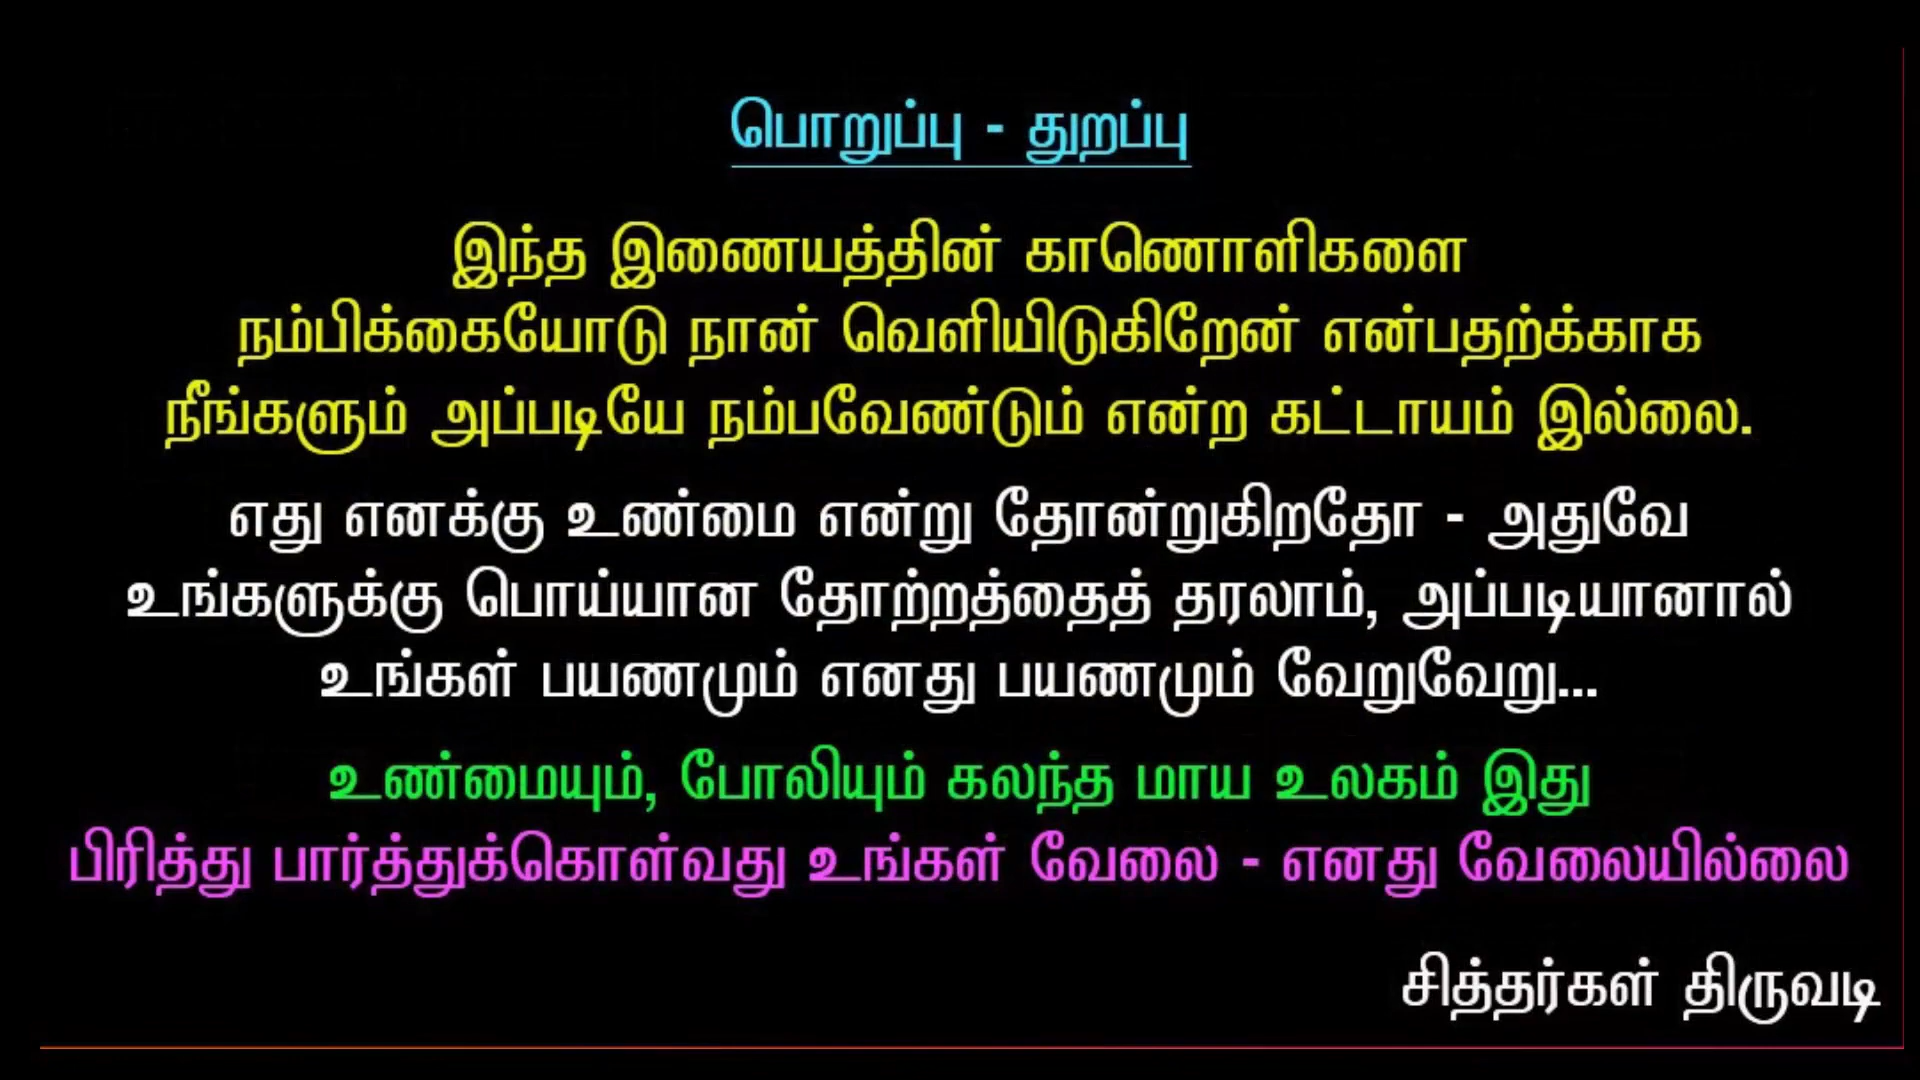 பொறுப்பு - துறப்பு
இந்த இணையத்தின் காணொளிகளை
நம்பிக்கையோடு நான் வெளியிடுகிறேன் என்பதற்க்காக
நீங்களும் அப்படியே நம்பவேண்டும் என்ற கட்டாயம் இல்லை.
எது எனக்கு உண்மை என்று தோன்றுகிறதோ - அதுவே
உங்களுக்கு பொய்யான தோற்றத்தைத் தரலாம், அப்படியானால்
உங்கள் பயணமும் எனது பயணமும் வேறுவேறு...
உண்மையும், போலியும் கலந்த மாய உலகம் இது
பிரித்து பார்த்துக்கொள்வது உங்கள் வேலை - எனது வேலையில்லை
சித்தர்கள் திருவடி